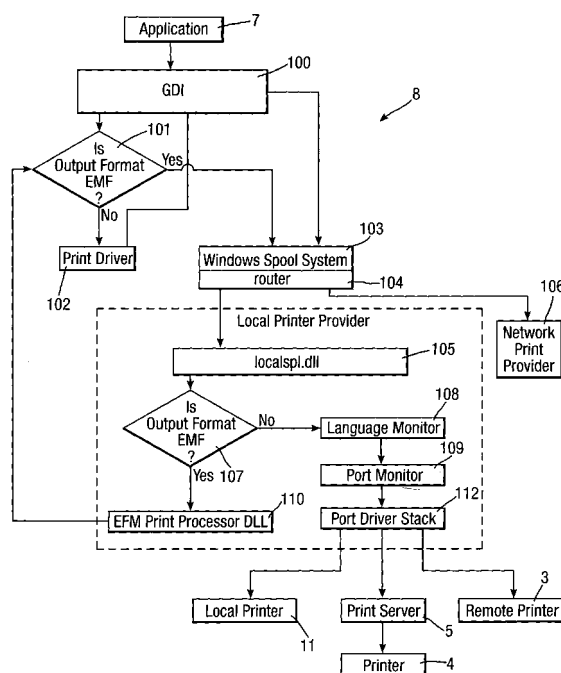 7
Application
100
GDI
8
101
Is
Output Format
EMF
?
Yes
No
Print Driver
102
103
Windows Spool System
router
104
106
Network
Print
Provider
Local Printer Provider
105
localspl.dll
Is
Output Format
EMF
?
107
No
Yes
108
Language Monitor
109
Port Monitor
112
Port Driver Stack
110
EFM Print Processor DLL
Local Printer
11
Print Server
5
3
Remote Printer
Printer
4